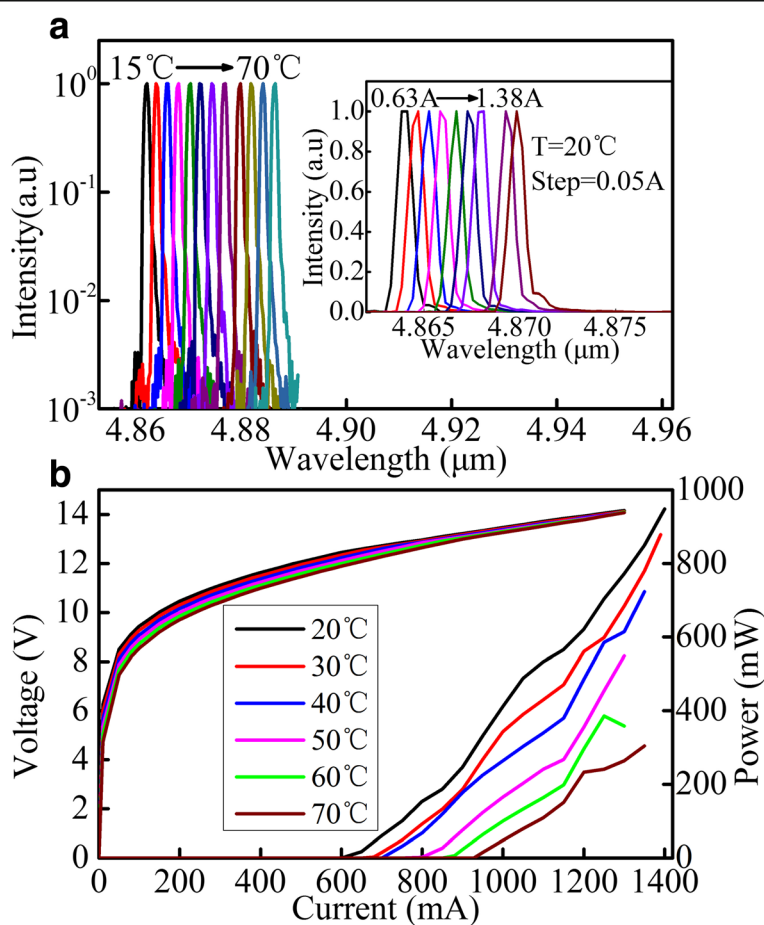 a
15℃→70℃
10⁰
10⁻¹
10⁻²
10⁻³
Intensity(a.u)
4.86 4.88 4.90 4.92 4.94 4.96
Wavelength (μm)
0.63A→1.38A
T=20℃
Step=0.05A
1.0
0.8
0.6
0.4
0.2
0.0
Intensity (a.u)
4.865 4.870 4.875
Wavelength (μm)
b
14
12
10
8
6
4
2
0
Voltage (V)
20℃
30℃
40℃
50℃
60℃
70℃
1000
800
600
400
200
0
Power (mW)
0 200 400 600 800 1000 1200 1400
Current (mA)